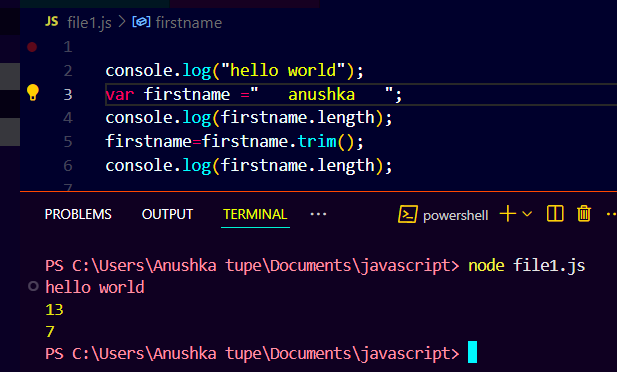 JS file1.js > firstname
1
2 console.log("hello world");
3 var firstname ="   anushka   ";
4 console.log(firstname.length);
5 firstname=firstname.trim();
6 console.log(firstname.length);
7
PROBLEMS OUTPUT TERMINAL ··· powershell
PS C:\Users\Anushka tupe\Documents\javascript> node file1.js
hello world
13
7
PS C:\Users\Anushka tupe\Documents\javascript>